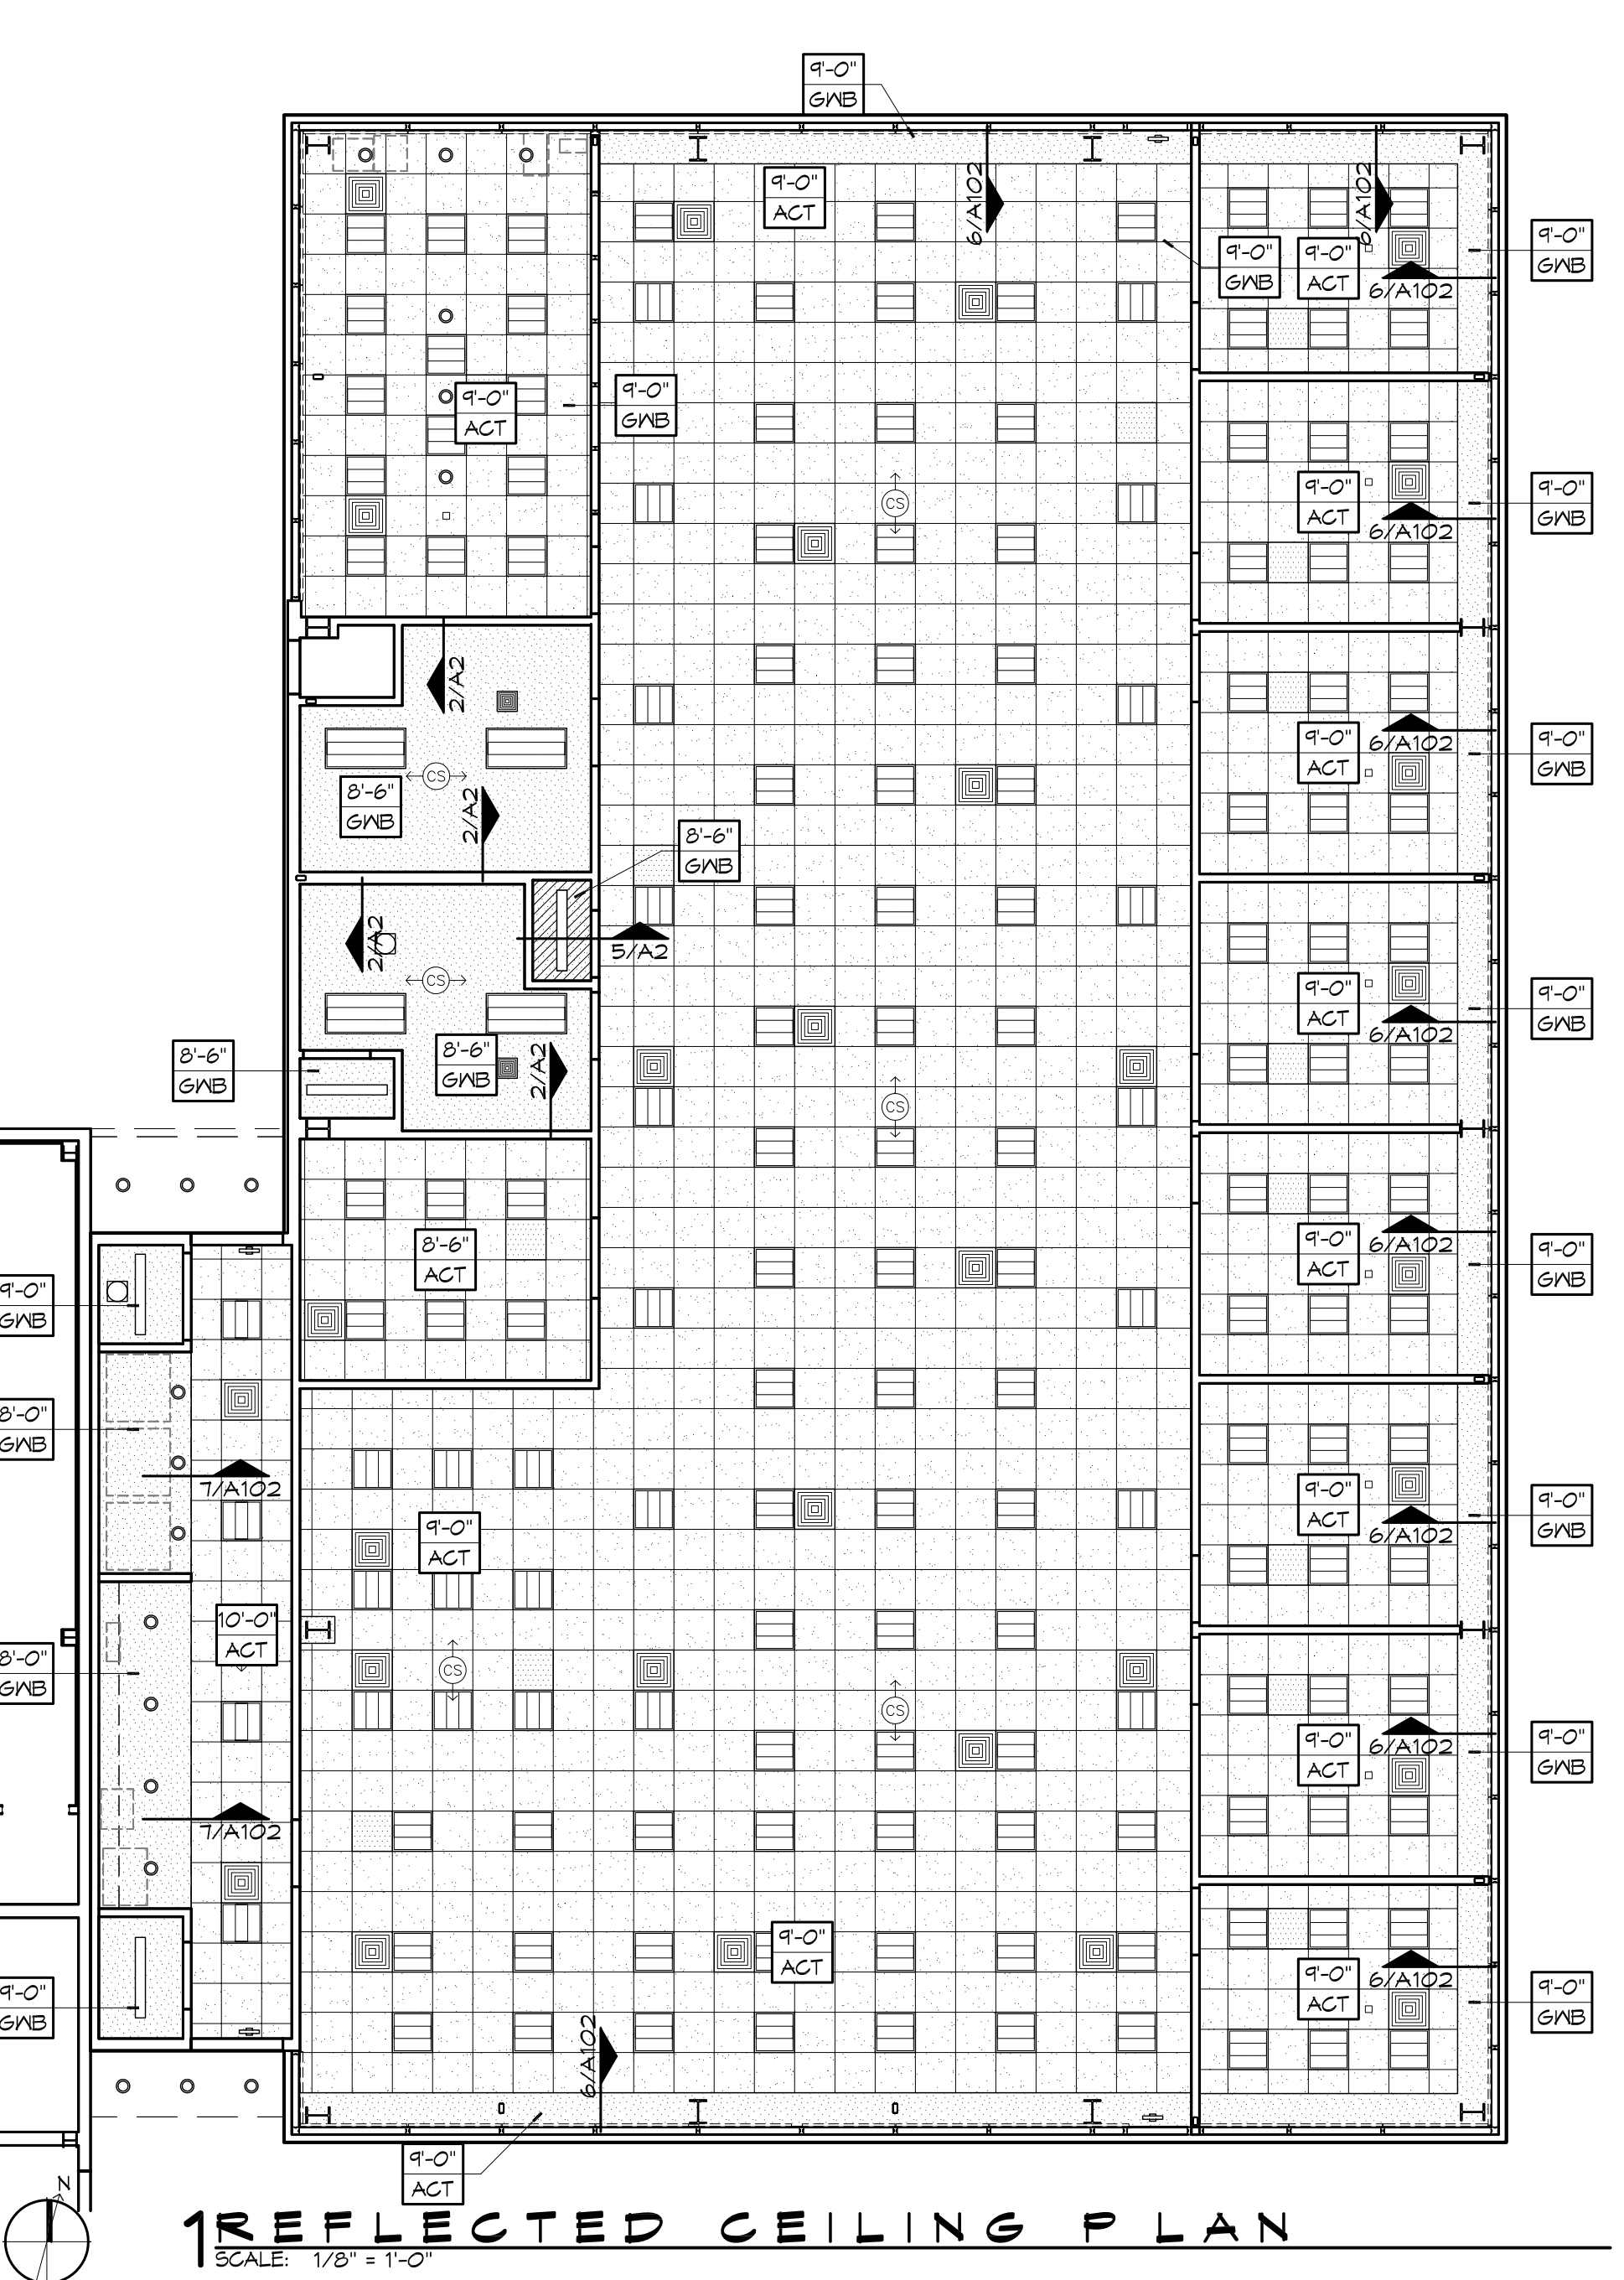 9'-0"
GWB
9'-0"
ACT
6/A102
6/A102
9'-0"
GWB
9'-0"
ACT
9'-0"
GWB
6/A102
9'-0"
ACT
9'-0"
GWB
9'-0"
ACT
9'-0"
GWB
6/A102
CS
2/A2
9'-0"
ACT
6/A102
9'-0"
GWB
CS
8'-6"
GWB
2/A2
8'-6"
GWB
2/A2
5/A2
CS
9'-0"
ACT
9'-0"
GWB
6/A102
8'-6"
GWB
8'-6"
GWB
2/A2
CS
8'-6"
ACT
9'-0"
ACT
6/A102
9'-0"
GWB
9'-0"
GWB
8'-0"
GWB
7/A102
9'-0"
ACT
9'-0"
ACT
9'-0"
GWB
6/A102
10'-0"
ACT
8'-0"
GWB
CS
CS
9'-0"
ACT
6/A102
9'-0"
GWB
7/A102
9'-0"
ACT
9'-0"
GWB
9'-0"
ACT
6/A102
9'-0"
GWB
6/A102
9'-0"
ACT
N
1 REFLECTED CEILING PLAN
SCALE: 1/8" = 1'-0"